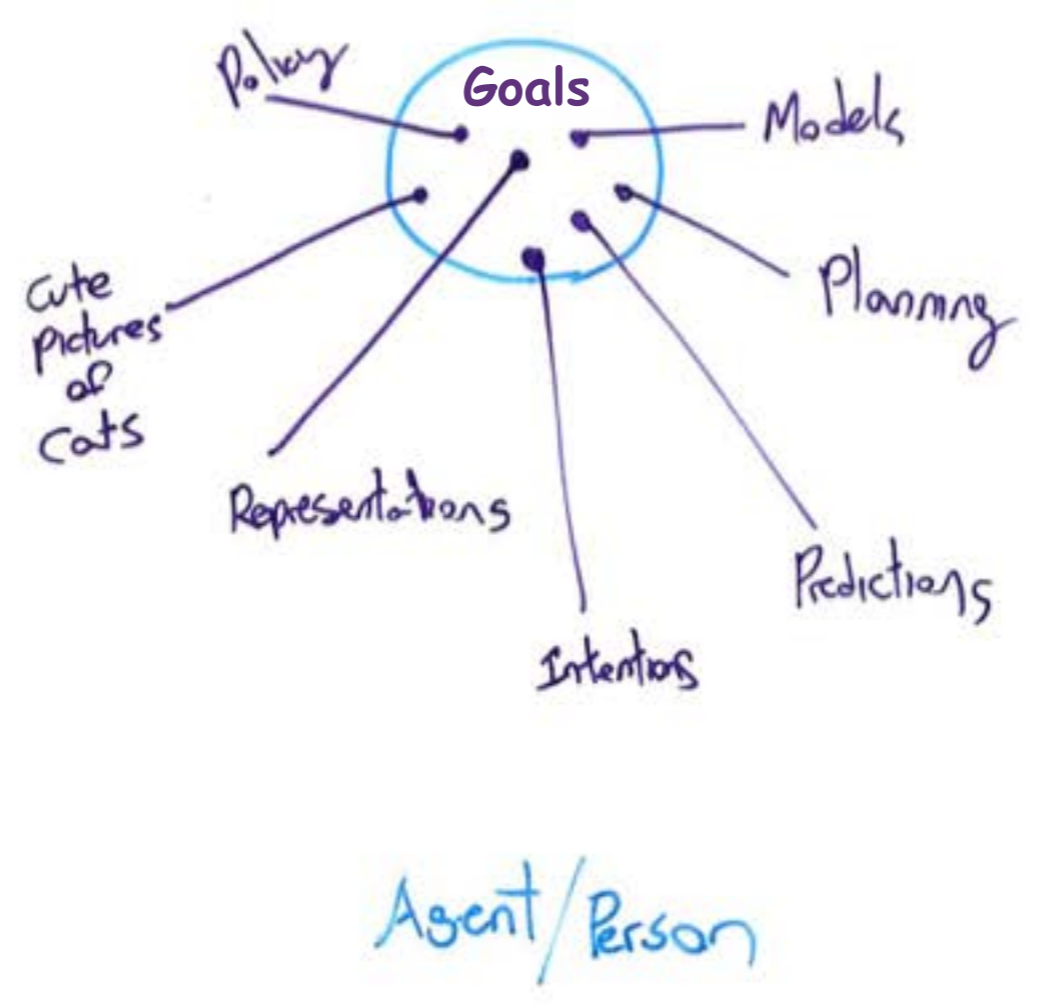 Policy
Goals
Models
Cute
pictures
of
cats
Planning
Representations
Predictions
Intentions
Agent/Person